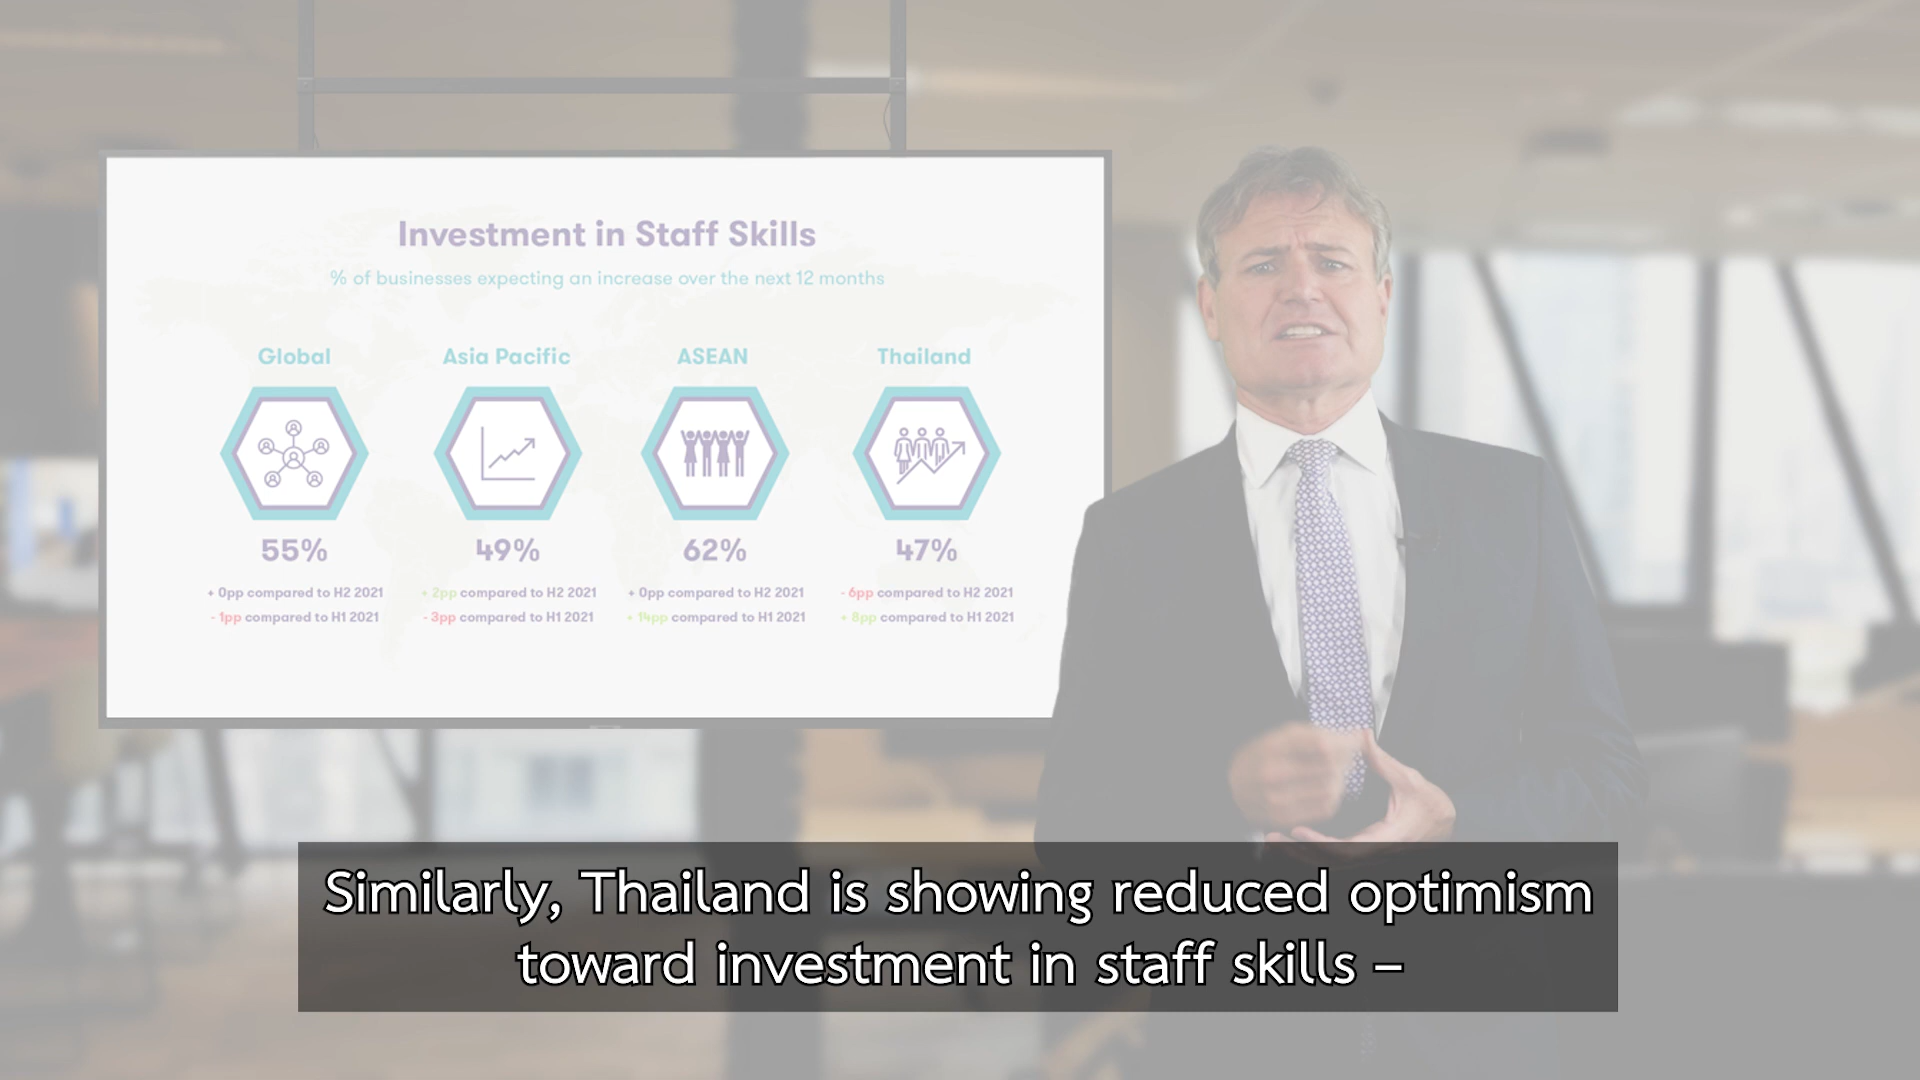 Investment in Staff Skills
% of businesses expecting an increase over the next 12 months
Global
Asia Pacific
ASEAN
Thailand
55%
49%
62%
47%
+ 0pp compared to H2 2021
- 1pp compared to H1 2021
+ 2pp compared to H2 2021
- 3pp compared to H1 2021
+ 0pp compared to H2 2021
+ 14pp compared to H1 2021
- 6pp compared to H2 2021
+ 8pp compared to H1 2021
Similarly, Thailand is showing reduced optimism
toward investment in staff skills –